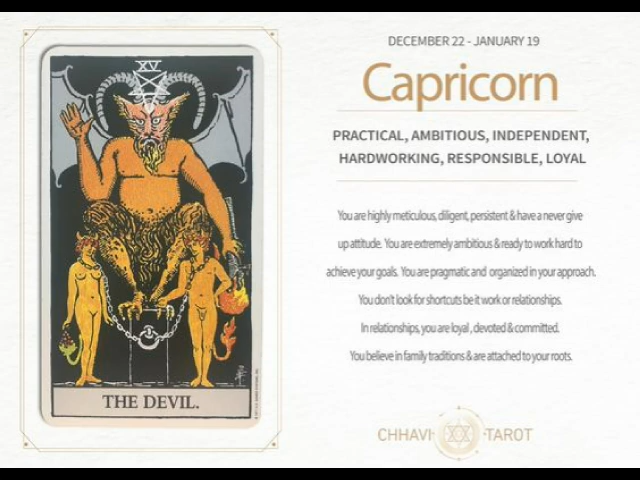 XV
THE DEVIL.
DECEMBER 22 - JANUARY 19
Capricorn
PRACTICAL, AMBITIOUS, INDEPENDENT,
HARDWORKING, RESPONSIBLE, LOYAL
You are highly meticulous, diligent, persistent & have a never give
up attitude. You are extremely ambitious & ready to work hard to
achieve your goals. You are pragmatic and organized in your approach.
You don't look for shortcuts be it work or relationships.
In relationships, you are loyal , devoted & committed.
You believe in family traditions & are attached to your roots.
CHHAVI TAROT